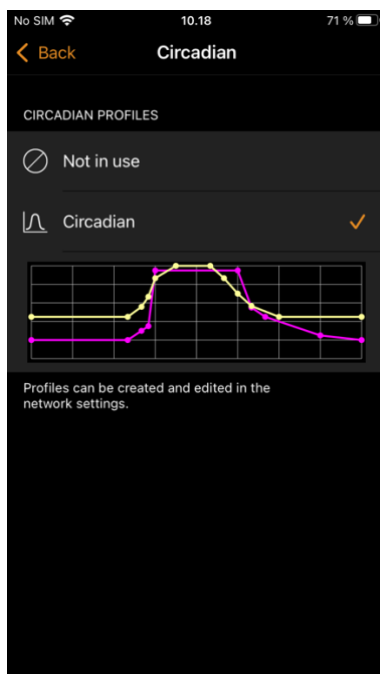 No SIM 10.18 71 %
Back Circadian
CIRCADIAN PROFILES
Not in use
Circadian
Profiles can be created and edited in the
network settings.